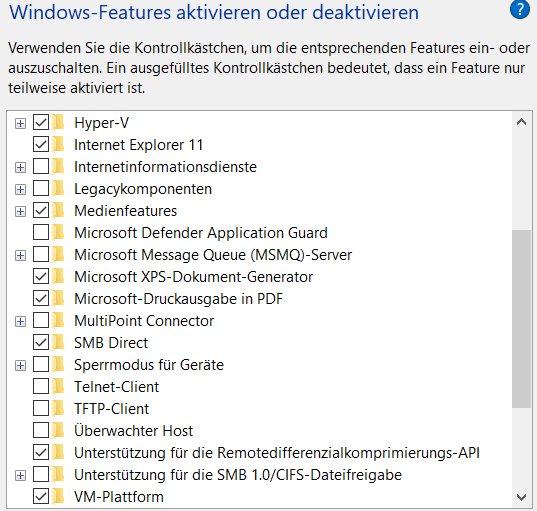 Windows-Features aktivieren oder deaktivieren
?
Verwenden Sie die Kontrollkästchen, um die entsprechenden Features ein- oder
auszuschalten. Ein ausgefülltes Kontrollkästchen bedeutet, dass ein Feature nur
teilweise aktiviert ist.
Hyper-V
Internet Explorer 11
Internetinformationsdienste
Legacykomponenten
Medienfeatures
Microsoft Defender Application Guard
Microsoft Message Queue (MSMQ)-Server
Microsoft XPS-Dokument-Generator
Microsoft-Druckausgabe in PDF
MultiPoint Connector
SMB Direct
Sperrmodus für Geräte
Telnet-Client
TFTP-Client
Überwachter Host
Unterstützung für die Remotedifferenzialkomprimierungs-API
Unterstützung für die SMB 1.0/CIFS-Dateifreigabe
VM-Plattform